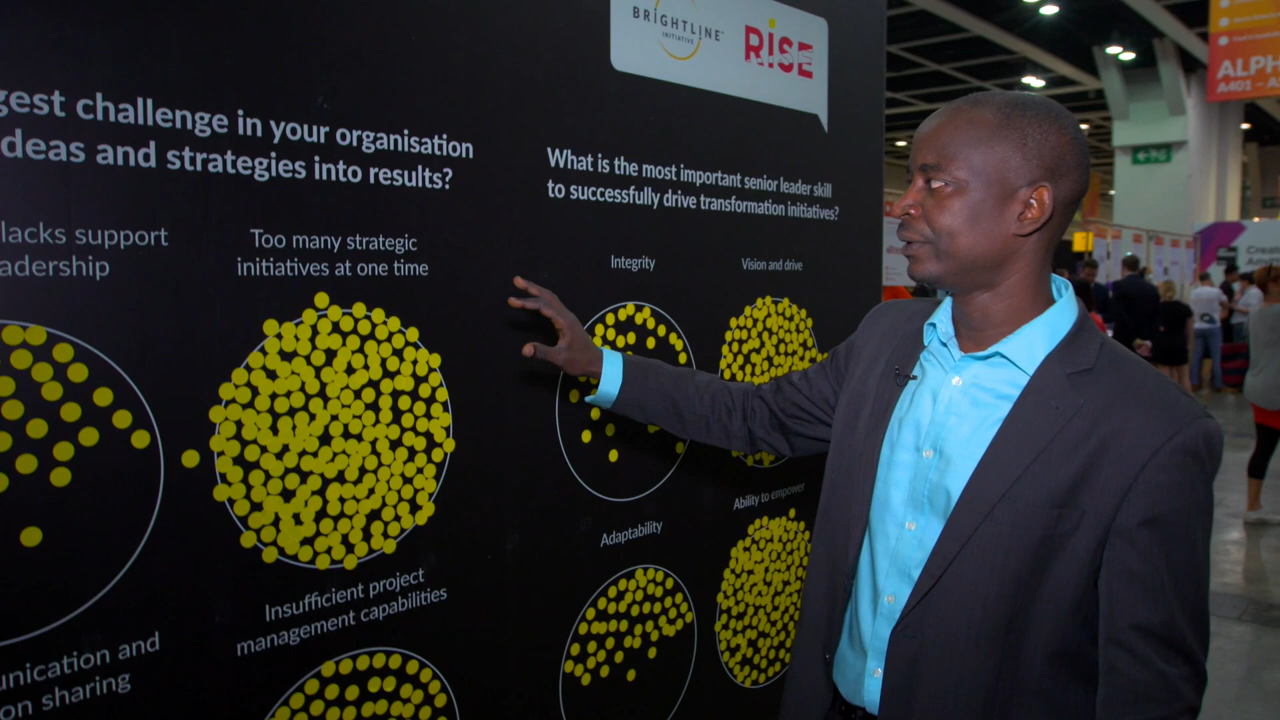 BRIGHTLINE™
INITIATIVE
RISE
gest challenge in your organisation
deas and strategies into results?
lacks support
adership
Too many strategic
initiatives at one time
Insufficient project
management capabilities
unication and
on sharing
What is the most important senior leader skill
to successfully drive transformation initiatives?
Integrity
Vision and drive
Adaptability
Ability to empower
ALPH
A401 – A